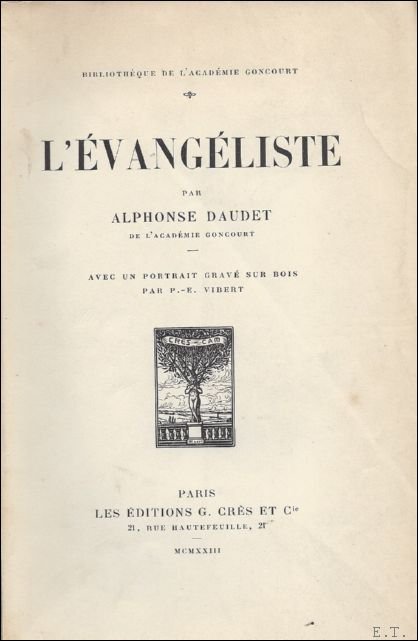 BIBLIOTHÈQUE DE L'ACADÉMIE GONCOURT
L'ÉVANGÉLISTE
PAR
ALPHONSE DAUDET
DE L'ACADÉMIE GONCOURT
AVEC UN PORTRAIT GRAVÉ SUR BOIS
PAR P.-E. VIBERT
CRES CAM
PARIS
LES ÉDITIONS G. CRÈS ET Cie
21, RUE HAUTEFEUILLE, 21
MCMXXIII
E.T.